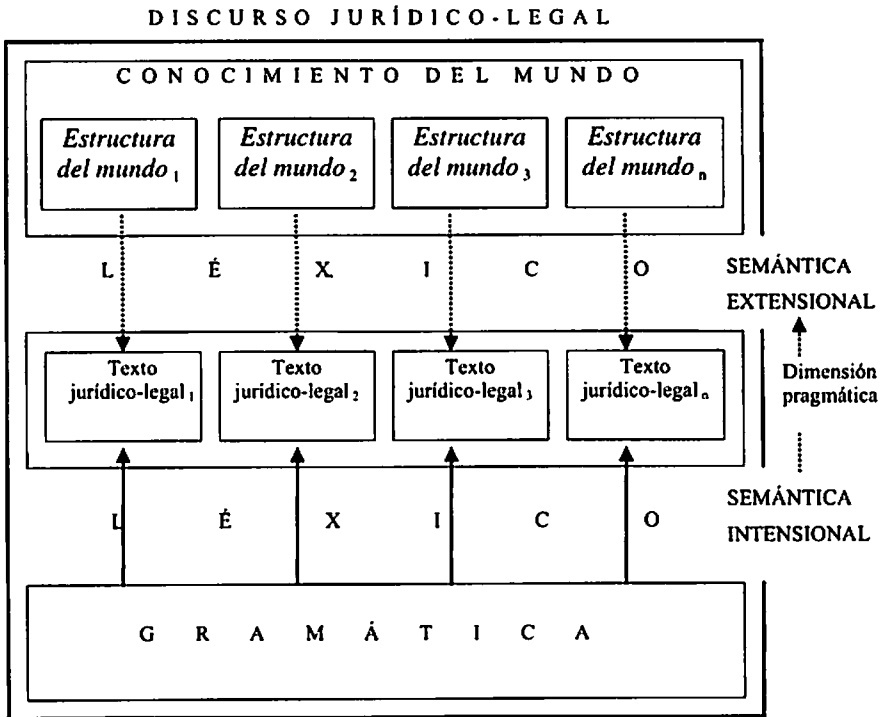 DISCURSO JURÍDICO-LEGAL
CONOCIMIENTO DEL MUNDO
Estructura
del mundo 1
Estructura
del mundo 2
Estructura
del mundo 3
Estructura
del mundo n
L É X I C O
SEMÁNTICA
EXTENSIONAL
Texto
jurídico-legal 1
Texto
jurídico-legal 2
Texto
jurídico-legal 3
Texto
jurídico-legal n
Dimensión
pragmática
L É X I C O
SEMÁNTICA
INTENSIONAL
G R A M Á T I C A